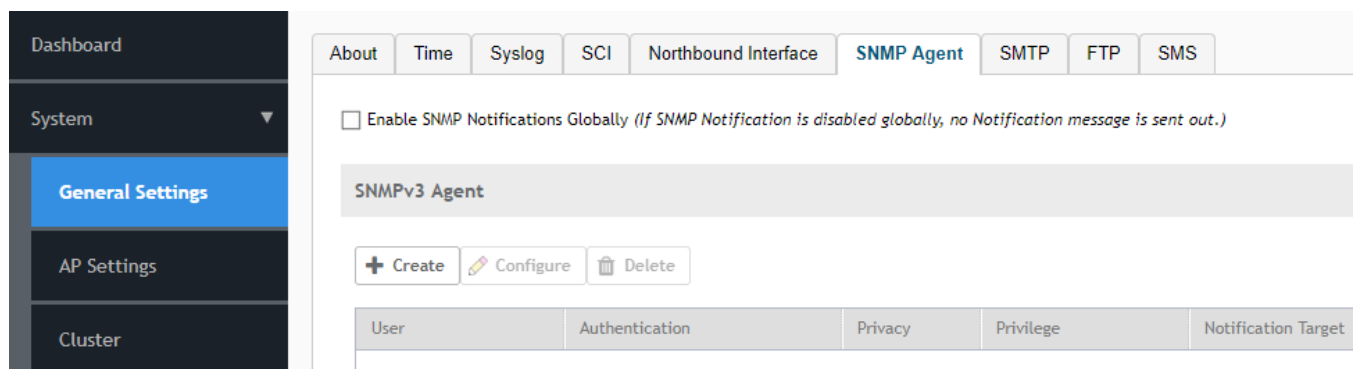 Dashboard
System
General Settings
AP Settings
Cluster
About Time Syslog SCI Northbound Interface SNMP Agent SMTP FTP SMS
Enable SNMP Notifications Globally (If SNMP Notification is disabled globally, no Notification message is sent out.)
SNMPv3 Agent
Create Configure Delete
User Authentication Privacy Privilege Notification Target